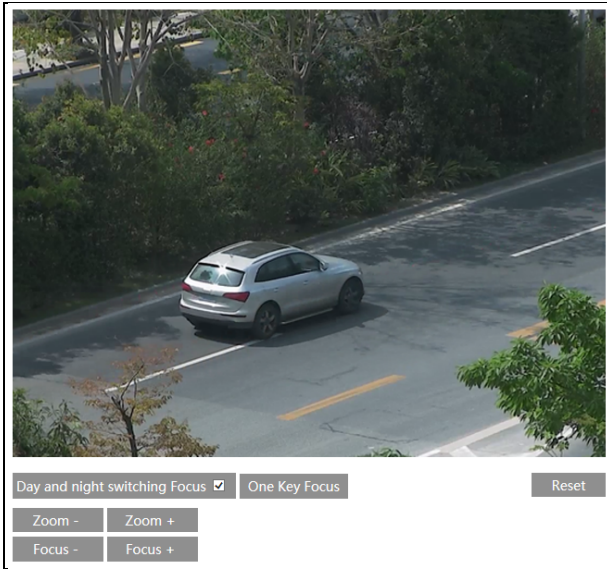 Day and night switching Focus
One Key Focus
Reset
Zoom -
Zoom +
Focus -
Focus +